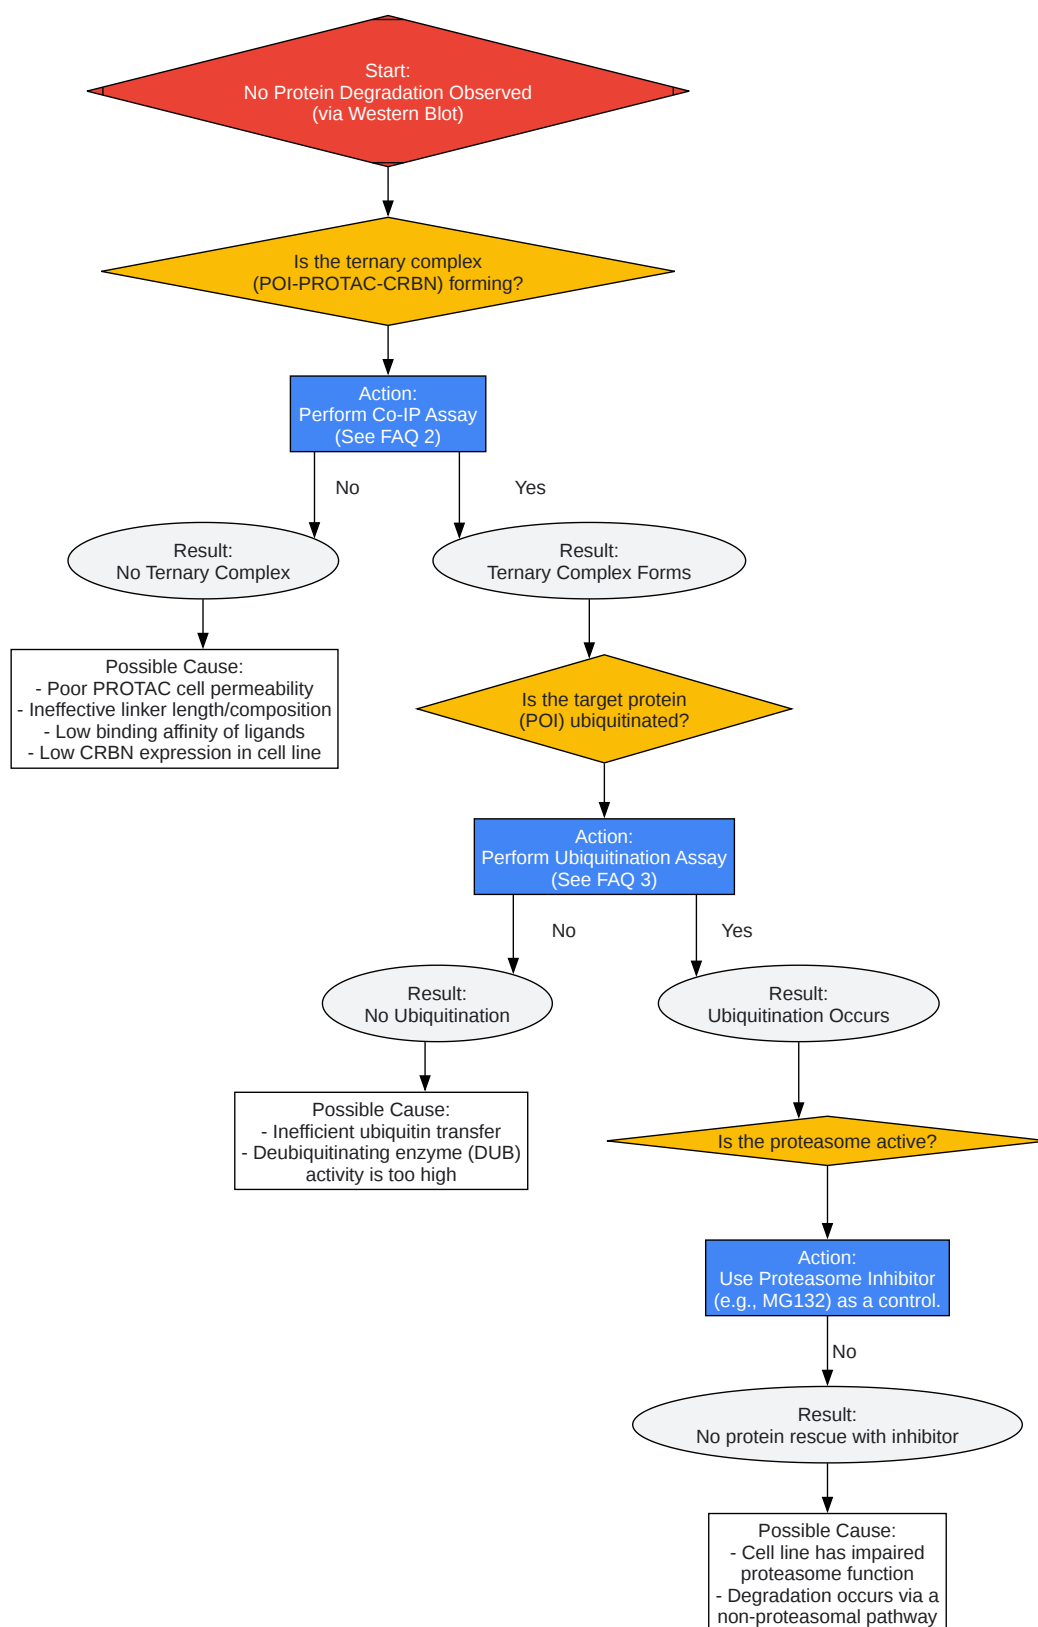 Start:
No Protein Degradation Observed
(via Western Blot)
Is the ternary complex
(POI-PROTAC-CRBN) forming?
Action:
Perform Co-IP Assay
(See FAQ 2)
No
Yes
Result:
No Ternary Complex
Result:
Ternary Complex Forms
Possible Cause:
- Poor PROTAC cell permeability
- Ineffective linker length/composition
- Low binding affinity of ligands
- Low CRBN expression in cell line
Is the target protein
(POI) ubiquitinated?
Action:
Perform Ubiquitination Assay
(See FAQ 3)
No
Yes
Result:
No Ubiquitination
Result:
Ubiquitination Occurs
Possible Cause:
- Inefficient ubiquitin transfer
- Deubiquitinating enzyme (DUB)
activity is too high
Is the proteasome active?
Action:
Use Proteasome Inhibitor
(e.g., MG132) as a control.
No
Result:
No protein rescue with inhibitor
Possible Cause:
- Cell line has impaired
proteasome function
- Degradation occurs via a
non-proteasomal pathway